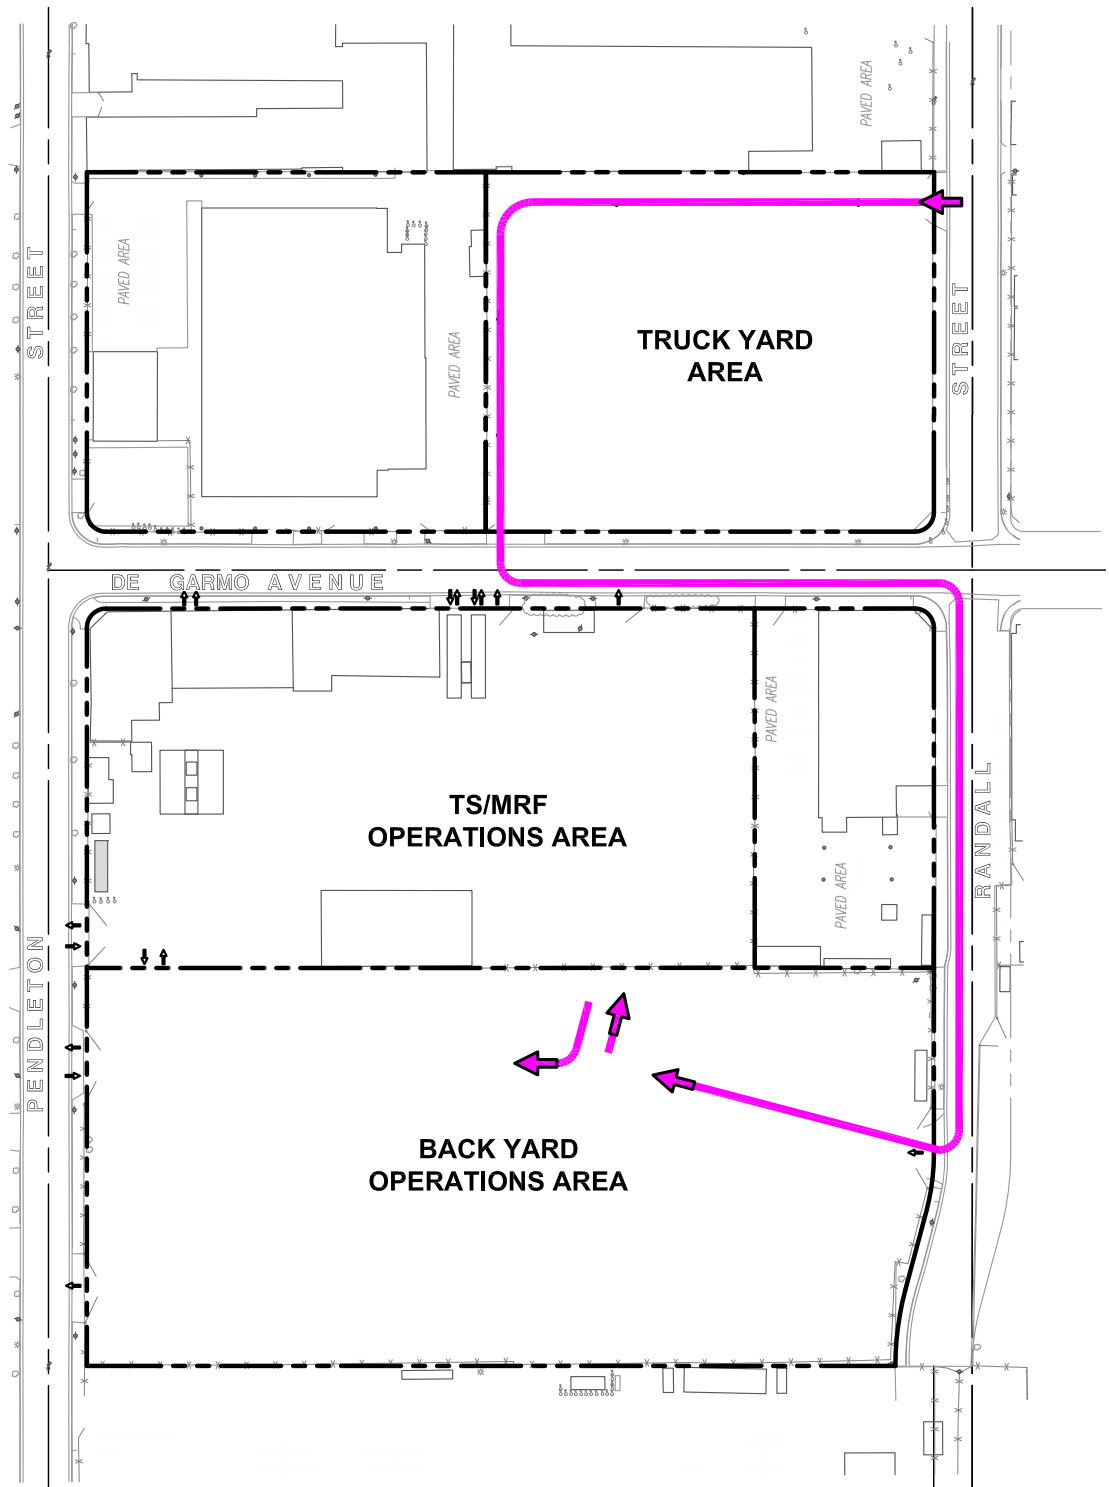 PAVED AREA
STREET
PAVED AREA
PAVED AREA
TRUCK YARD
AREA
STREET
DE GARMO AVENUE
PAVED AREA
TS/MRF
OPERATIONS AREA
RANDALL
PAVED AREA
PENDLETON
BACK YARD
OPERATIONS AREA